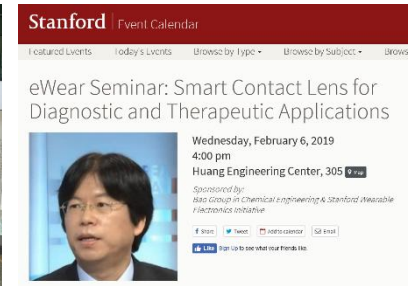 Stanford Event Calendar
Featured Events Today's Events Browse by Type Browse by Subject Brows
eWear Seminar: Smart Contact Lens for
Diagnostic and Therapeutic Applications
Wednesday, February 6, 2019
4:00 pm
Huang Engineering Center, 305 Map
Sponsored by:
Bao Group in Chemical Engineering & Stanford Wearable
Electronics Initiative
Share Tweet Add to calendar Email
Like Sign Up to see what your friends like.